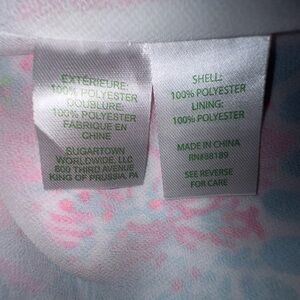 EXTÉRIEURE:
100% POLYESTER
DOUBLURE:
100% POLYESTER
FABRIQUE EN
CHINE
SUGARTOWN
WORLDWIDE, LLC
800 THIRD AVENUE
KING OF PRUSSIA, PA
SHELL:
100% POLYESTER
LINING:
100% POLYESTER
MADE IN CHINA
RN#88189
SEE REVERSE
FOR CARE